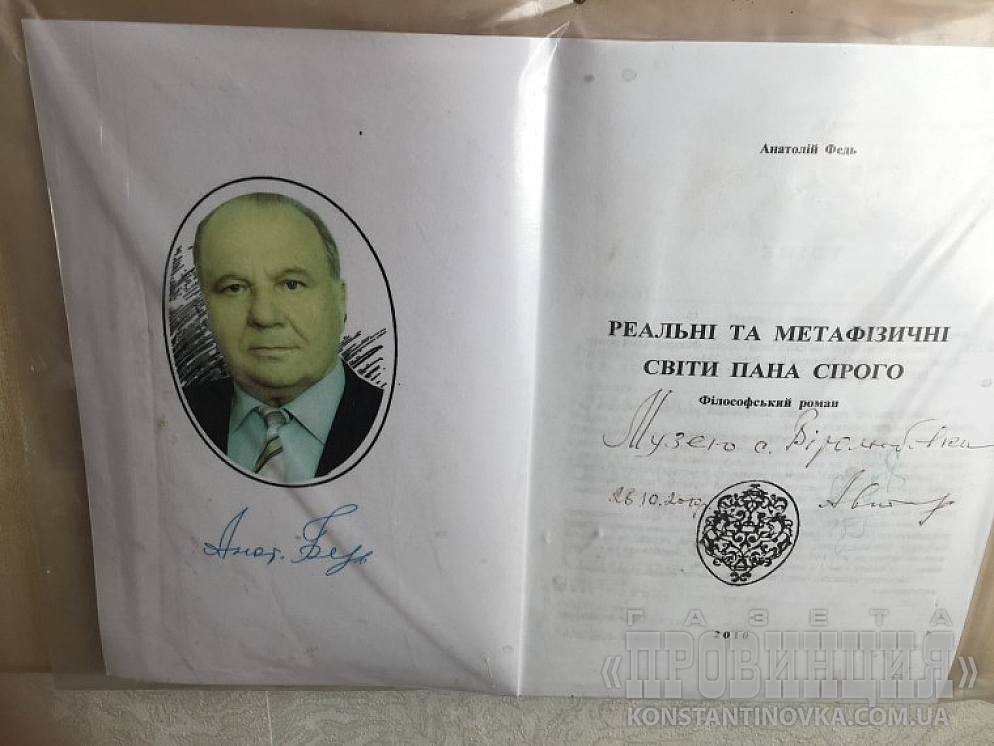 Анатолій Федь
РЕАЛЬНІ ТА МЕТАФІЗИЧНІ
СВІТИ ПАНА СІРОГО
Філософський роман
Музею с.
Автор
Анат. Федь
2010
ГАЗЕТА
«ПРОВИНЦИЯ»
KONSTANTINOVKA.COM.UA